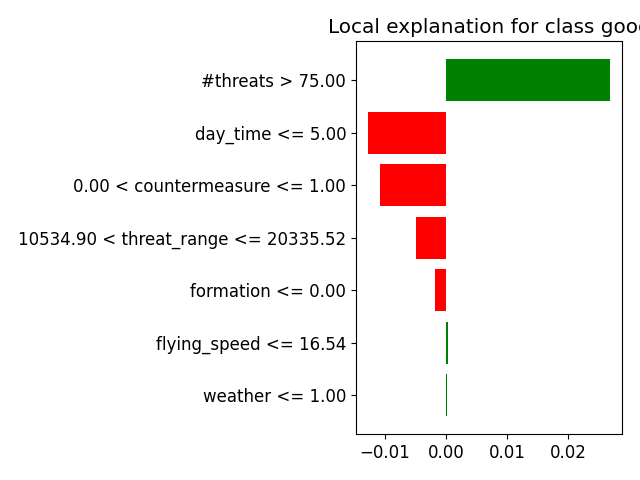 Local explanation for class goo
#threats > 75.00
day_time <= 5.00
0.00 < countermeasure <= 1.00
10534.90 < threat_range <= 20335.52
formation <= 0.00
flying_speed <= 16.54
weather <= 1.00
−0.01 0.00 0.01 0.02